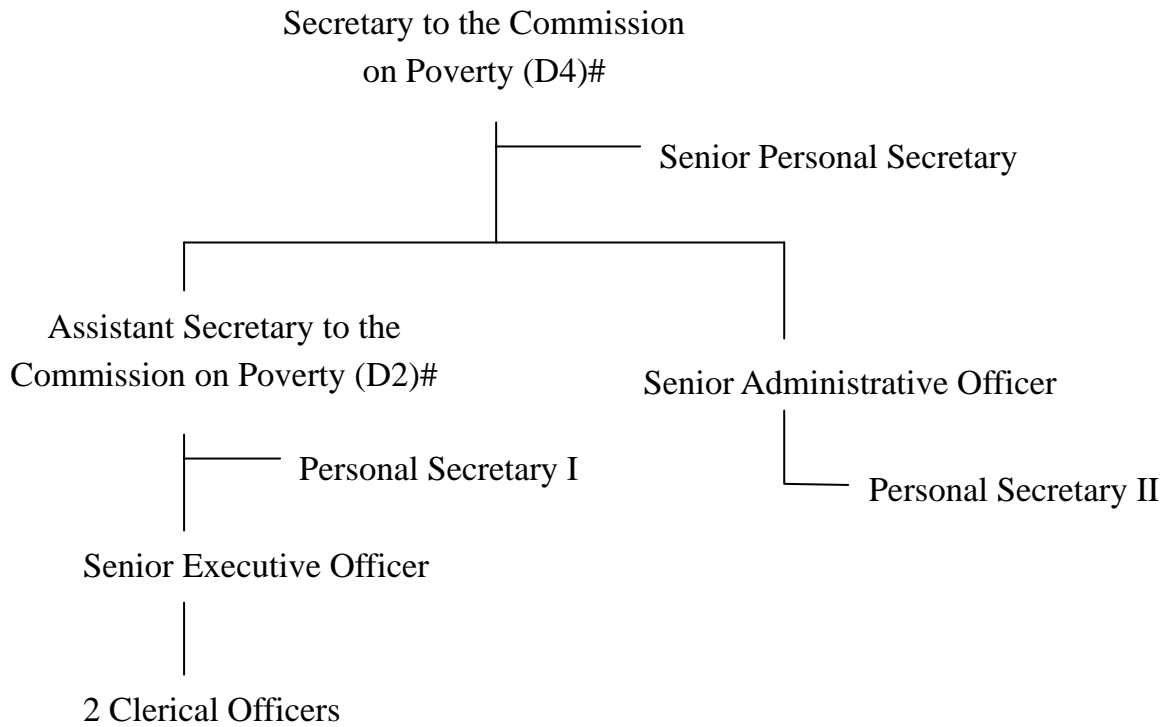 Secretary to the Commission
on Poverty (D4)#
Senior Personal Secretary
Assistant Secretary to the
Commission on Poverty (D2)#
Senior Administrative Officer
Personal Secretary I
Personal Secretary II
Senior Executive Officer
2 Clerical Officers